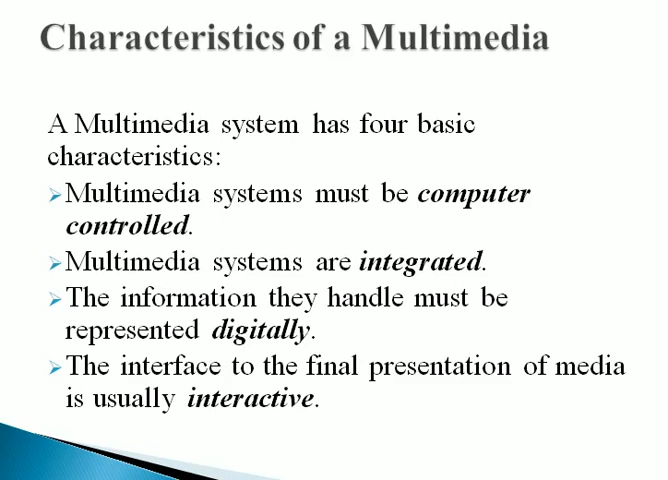 Characteristics of a Multimedia
A Multimedia system has four basic
characteristics:
➢Multimedia systems must be computer
controlled.
➢Multimedia systems are integrated.
➢The information they handle must be
represented digitally.
➢The interface to the final presentation of media
is usually interactive.